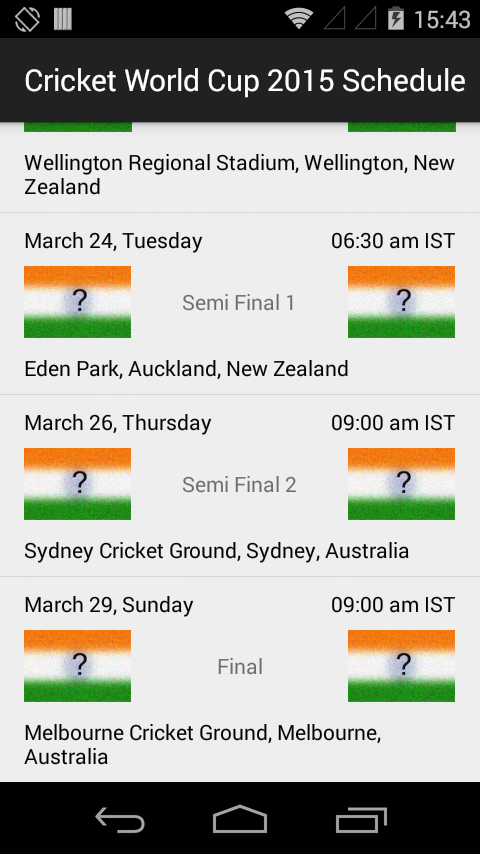 15:43
Cricket World Cup 2015 Schedule
Wellington Regional Stadium, Wellington, New
Zealand
March 24, Tuesday 06:30 am IST
? Semi Final 1 ?
Eden Park, Auckland, New Zealand
March 26, Thursday 09:00 am IST
? Semi Final 2 ?
Sydney Cricket Ground, Sydney, Australia
March 29, Sunday 09:00 am IST
? Final ?
Melbourne Cricket Ground, Melbourne,
Australia